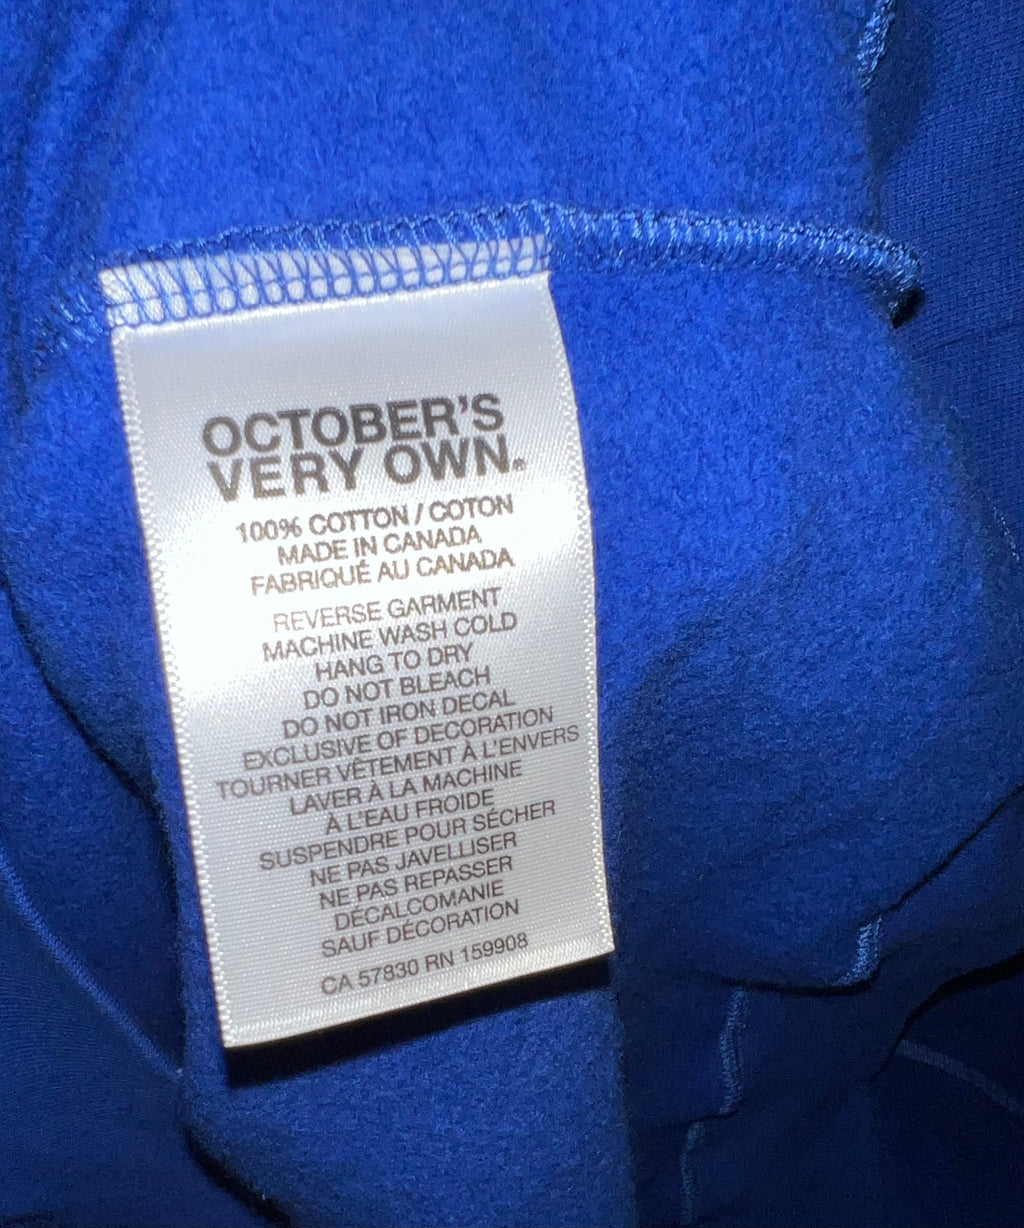 OCTOBER'S
VERY OWN®
100% COTTON / COTON
MADE IN CANADA
FABRIQUÉ AU CANADA
REVERSE GARMENT
MACHINE WASH COLD
HANG TO DRY
DO NOT BLEACH
DO NOT IRON DECAL
EXCLUSIVE OF DECORATION
TOURNER VÊTEMENT À L'ENVERS
LAVER À LA MACHINE
À L'EAU FROIDE
SUSPENDRE POUR SÉCHER
NE PAS JAVELLISER
NE PAS REPASSER
DÉCALCOMANIE
SAUF DÉCORATION
CA 57830 RN 159908